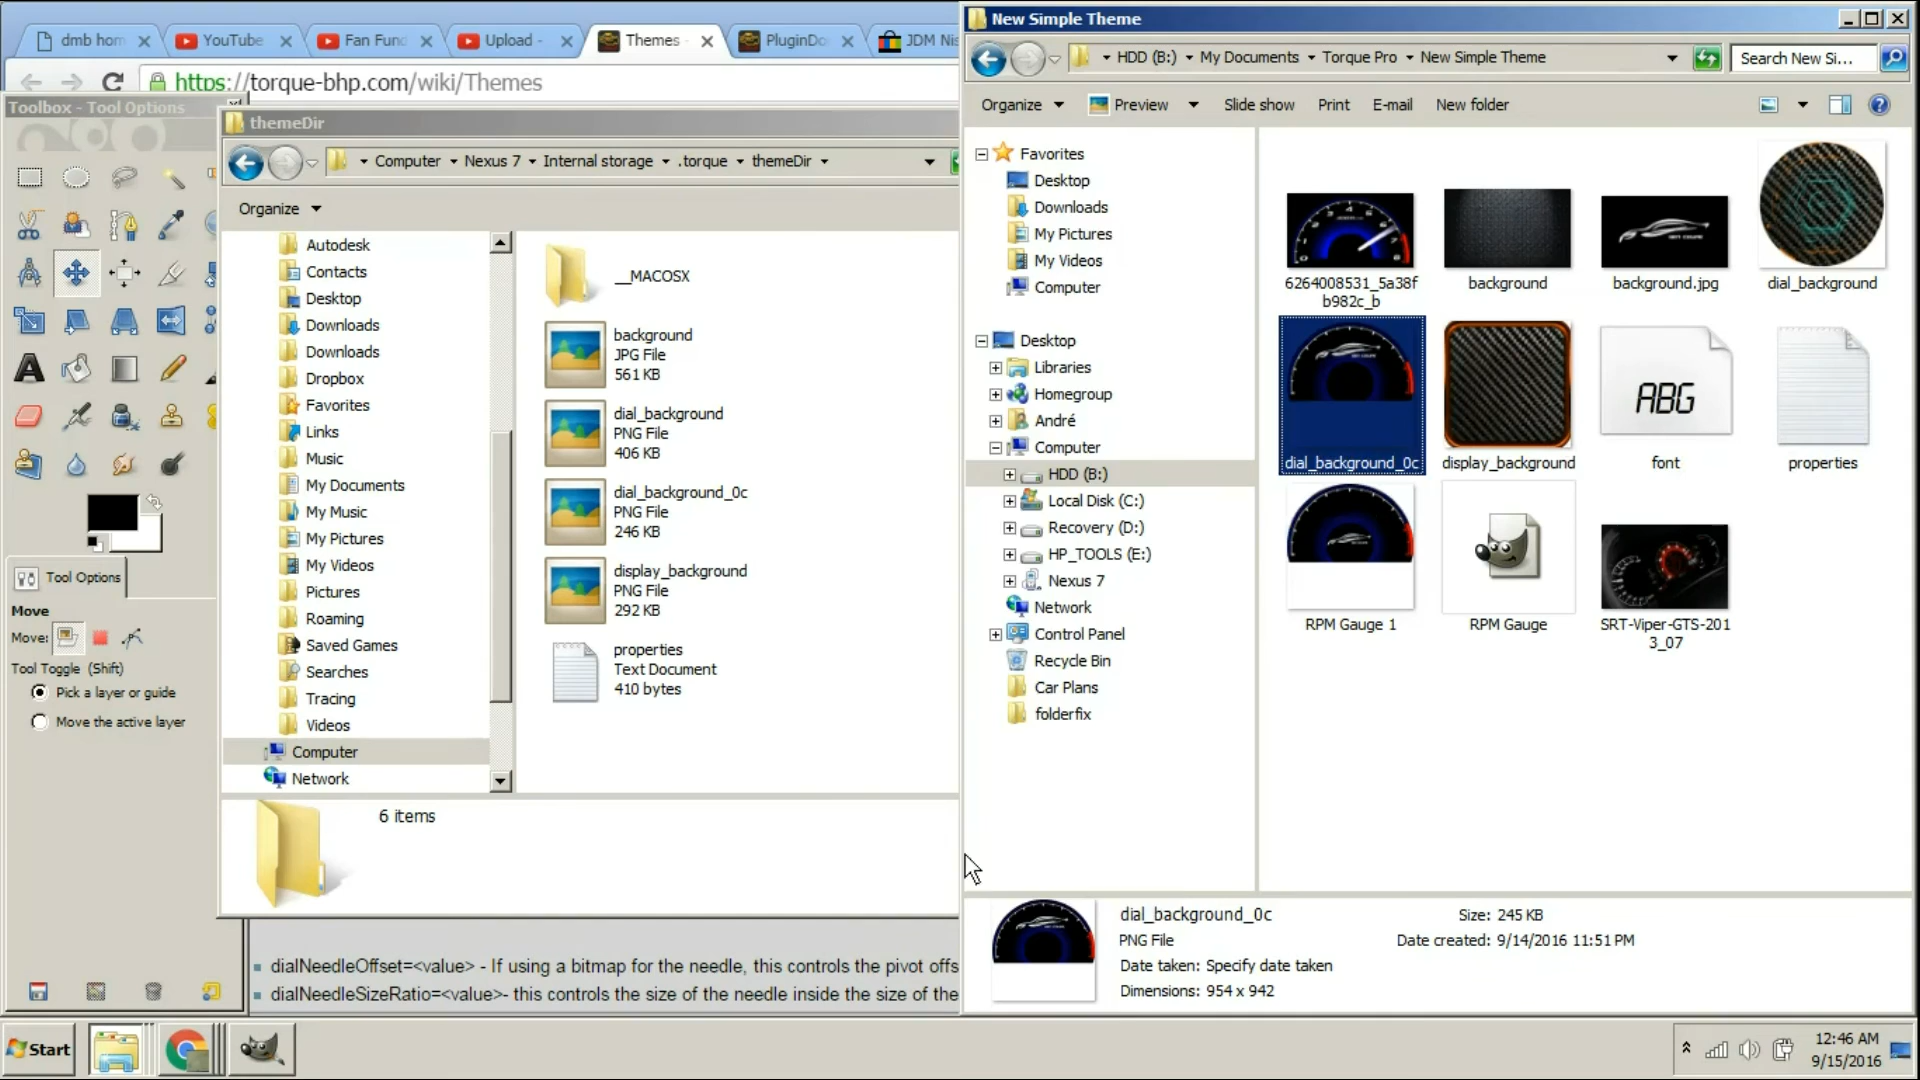 dmb hom
YouTube
Fan Fund
Upload -
Themes -
PluginDo
JDM Nis
https://torque-bhp.com/wiki/Themes
Toolbox - Tool Options
Tool Options
Move
Move:
Tool Toggle (Shift)
Pick a layer or guide
Move the active layer
themeDir
Computer
Nexus 7
Internal storage
.torque
themeDir
Organize
Autodesk
Contacts
Desktop
Downloads
Downloads
Dropbox
Favorites
Links
Music
My Documents
My Music
My Pictures
My Videos
Pictures
Roaming
Saved Games
Searches
Tracing
Videos
Computer
Network
__MACOSX
background
JPG File
561 KB
dial_background
PNG File
406 KB
dial_background_0c
PNG File
246 KB
display_background
PNG File
292 KB
properties
Text Document
410 bytes
6 items
dialNeedleOffset=<value> - If using a bitmap for the needle, this controls the pivot offs
dialNeedleSizeRatio=<value>- this controls the size of the needle inside the size of the
New Simple Theme
HDD (B:)
My Documents
Torque Pro
New Simple Theme
Search New Si...
Organize
Preview
Slide show
Print
E-mail
New folder
Favorites
Desktop
Downloads
My Pictures
My Videos
Computer
Desktop
Libraries
Homegroup
André
Computer
HDD (B:)
Local Disk (C:)
Recovery (D:)
HP_TOOLS (E:)
Nexus 7
Network
Control Panel
Recycle Bin
Car Plans
folderfix
6264008531_5a38f
b982c_b
background
background.jpg
dial_background
dial_background_0c
display_background
ABG
font
properties
RPM Gauge 1
RPM Gauge
SRT-Viper-GTS-201
3_07
dial_background_0c
PNG File
Date taken: Specify date taken
Dimensions: 954 x 942
Size: 245 KB
Date created: 9/14/2016 11:51 PM
Start
12:46 AM
9/15/2016